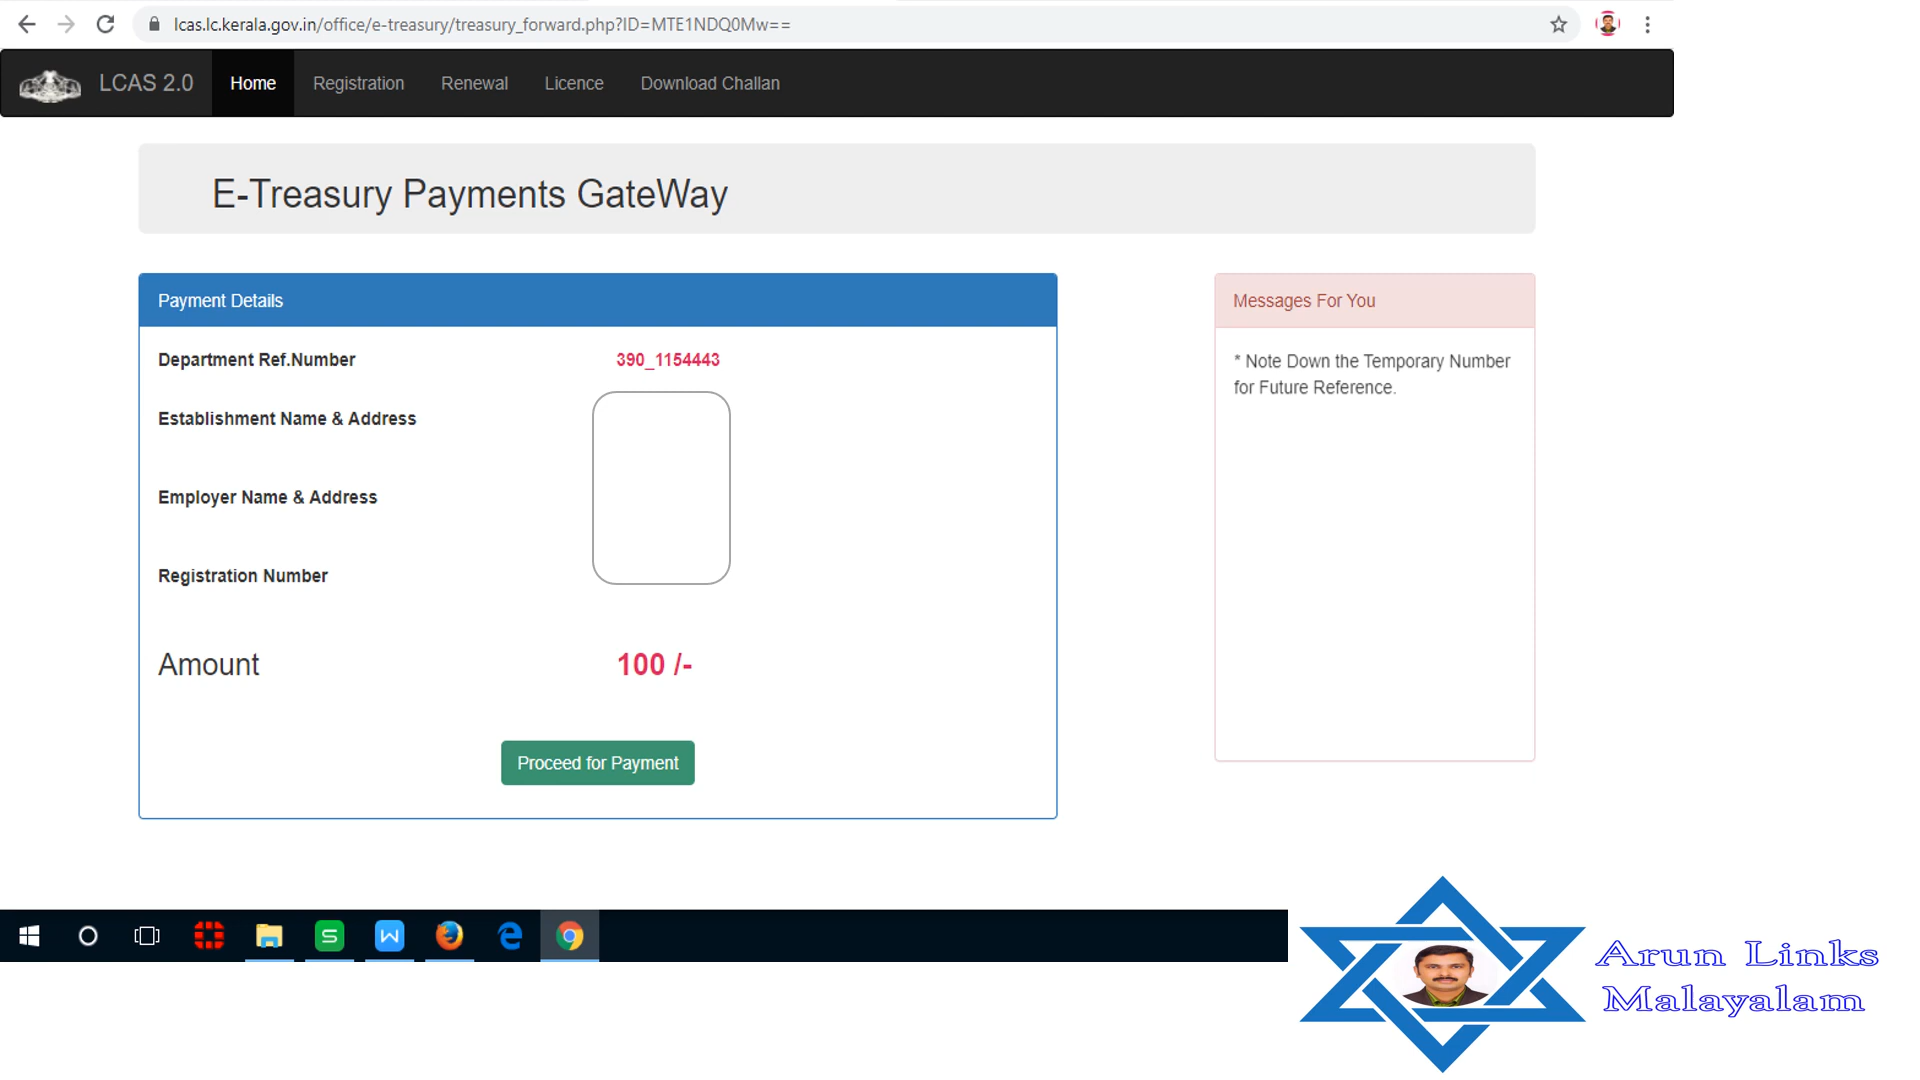 lcas.lc.kerala.gov.in/office/e-treasury/treasury_forward.php?ID=MTE1NDQ0Mw==
LCAS 2.0 Home Registration Renewal Licence Download Challan
E-Treasury Payments GateWay
Payment Details
Department Ref.Number 390_1154443
Establishment Name & Address
Employer Name & Address
Registration Number
Amount 100 /-
Proceed for Payment
Messages For You
* Note Down the Temporary Number
for Future Reference.
S W
Arun Links
Malayalam